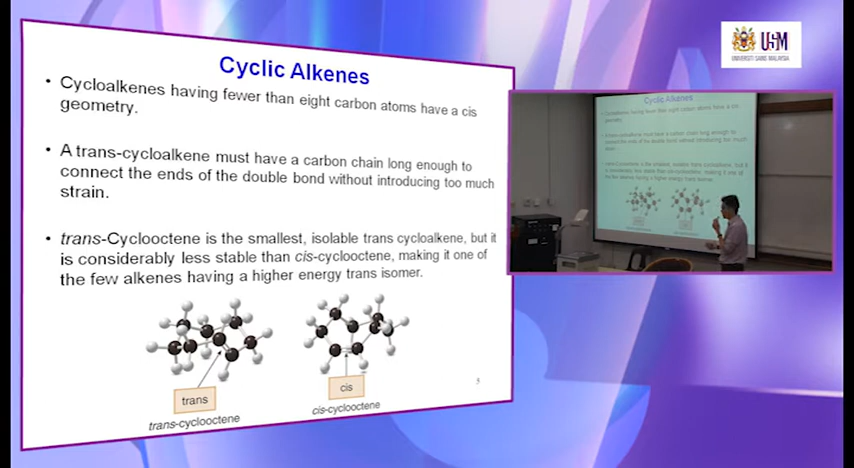 USM
UNIVERSITI SAINS MALAYSIA
Cyclic Alkenes
• Cycloalkenes having fewer than eight carbon atoms have a cis
geometry.
• A trans-cycloalkene must have a carbon chain long enough to
connect the ends of the double bond without introducing too much
strain.
• trans-Cyclooctene is the smallest, isolable trans cycloalkene, but it
is considerably less stable than cis-cyclooctene, making it one of
the few alkenes having a higher energy trans isomer.
trans
trans-cyclooctene
cis
cis-cyclooctene
5
Cyclic Alkenes